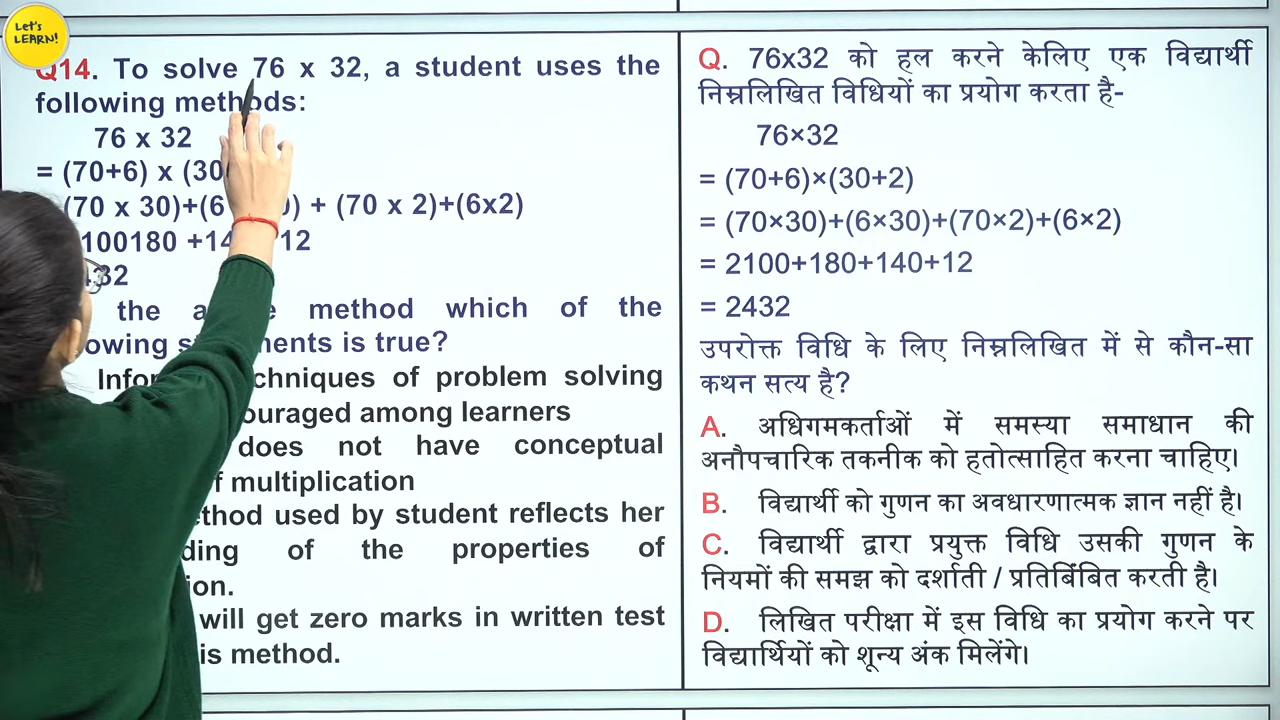 Let's
LEARN!
Q14. To solve 76 x 32, a student uses the
following methods:
76 x 32
= (70+6) x (30
(70 x 30)+(6 0) + (70 x 2)+(6x2)
100180 +14 12
432
the a e method which of the
owing s ments is true?
Infor chniques of problem solving
ouraged among learners
does not have conceptual
f multiplication
ethod used by student reflects her
ding of the properties of
ion.
will get zero marks in written test
is method.
Q. 76x32 को हल करने केलिए एक विद्यार्थी
निम्नलिखित विधियों का प्रयोग करता है-
76×32
= (70+6)×(30+2)
= (70×30)+(6×30)+(70×2)+(6×2)
= 2100+180+140+12
= 2432
उपरोक्त विधि के लिए निम्नलिखित में से कौन-सा
कथन सत्य है?
A. अधिगमकर्ताओं में समस्या समाधान की
अनौपचारिक तकनीक को हतोत्साहित करना चाहिए।
B. विद्यार्थी को गुणन का अवधारणात्मक ज्ञान नहीं है।
C. विद्यार्थी द्वारा प्रयुक्त विधि उसकी गुणन के
नियमों की समझ को दर्शाती / प्रतिबिंबित करती है।
D. लिखित परीक्षा में इस विधि का प्रयोग करने पर
विद्यार्थियों को शून्य अंक मिलेंगे।